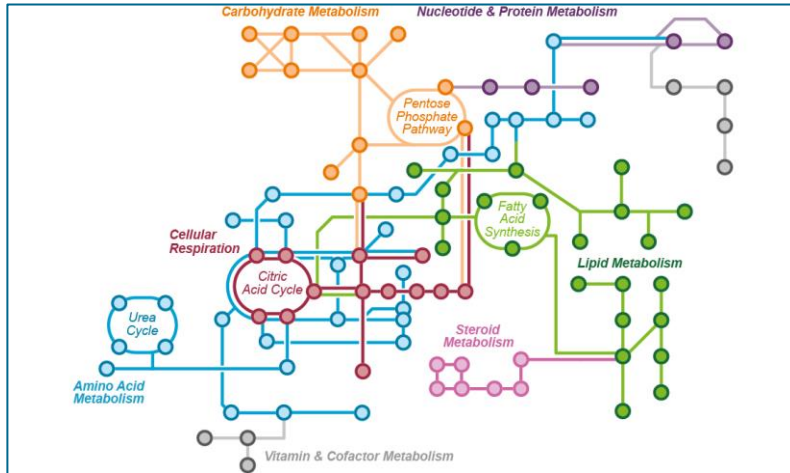 Carbohydrate Metabolism
Nucleotide & Protein Metabolism
Pentose
Phosphate
Pathway
Cellular
Respiration
Fatty
Acid
Synthesis
Citric
Acid Cycle
Lipid Metabolism
Urea
Cycle
Steroid
Metabolism
Amino Acid
Metabolism
Vitamin & Cofactor Metabolism